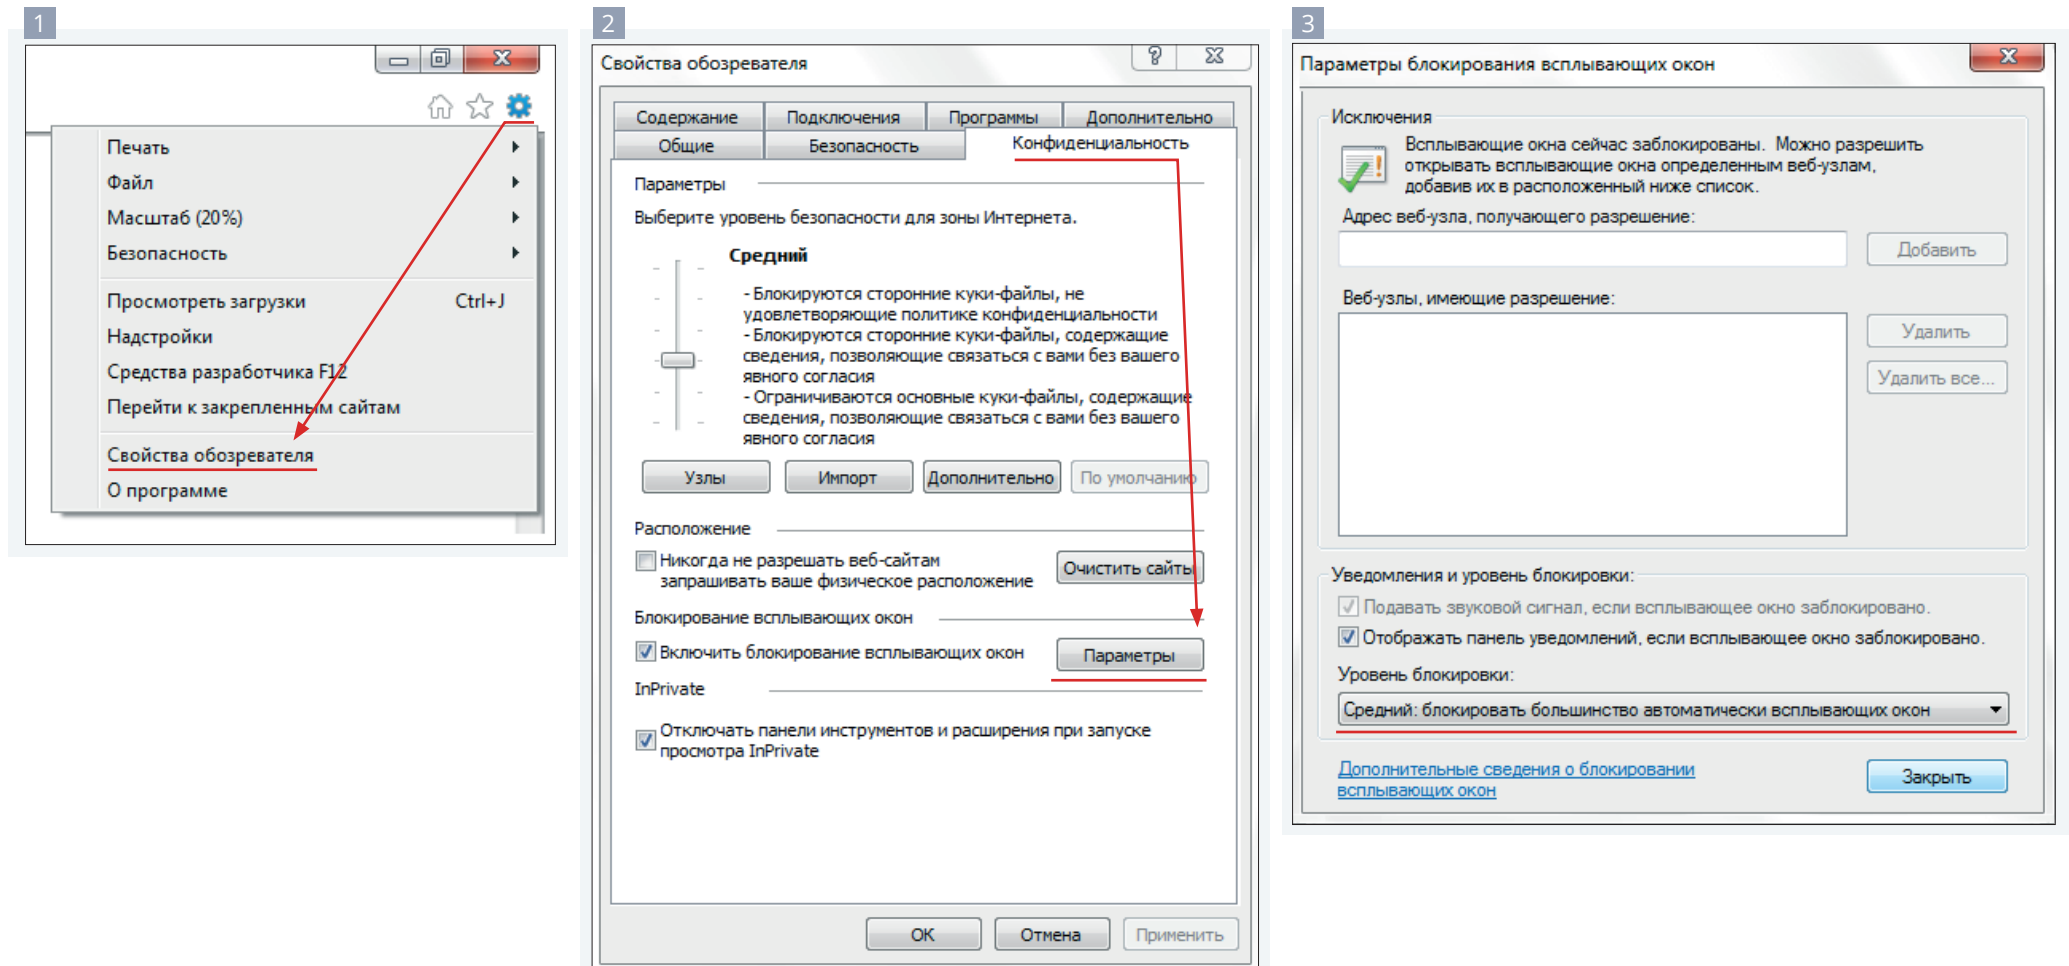 1
Печать
Файл
Масштаб (20%)
Безопасность
Просмотреть загрузки Ctrl+J
Надстройки
Средства разработчика F12
Перейти к закрепленным сайтам
Свойства обозревателя
О программе
2
Свойства обозревателя
Содержание Подключения Программы Дополнительно
Общие Безопасность Конфиденциальность
Параметры
Выберите уровень безопасности для зоны Интернета.
Средний
- Блокируются сторонние куки-файлы, не
удовлетворяющие политике конфиденциальности
- Блокируются сторонние куки-файлы, содержащие
сведения, позволяющие связаться с вами без вашего
явного согласия
- Ограничиваются основные куки-файлы, содержащие
сведения, позволяющие связаться с вами без вашего
явного согласия
Узлы Импорт Дополнительно По умолчанию
Расположение
Никогда не разрешать веб-сайтам
запрашивать ваше физическое расположение
Очистить сайты
Блокирование всплывающих окон
Включить блокирование всплывающих окон Параметры
InPrivate
Отключать панели инструментов и расширения при запуске
просмотра InPrivate
ОК Отмена Применить
3
Параметры блокирования всплывающих окон
Исключения
Всплывающие окна сейчас заблокированы. Можно разрешить
открывать всплывающие окна определенным веб-узлам,
добавив их в расположенный ниже список.
Адрес веб-узла, получающего разрешение:
Добавить
Веб-узлы, имеющие разрешение:
Удалить
Удалить все...
Уведомления и уровень блокировки:
Подавать звуковой сигнал, если всплывающее окно заблокировано.
Отображать панель уведомлений, если всплывающее окно заблокировано.
Уровень блокировки:
Средний: блокировать большинство автоматически всплывающих окон
Дополнительные сведения о блокировании
всплывающих окон
Закрыть